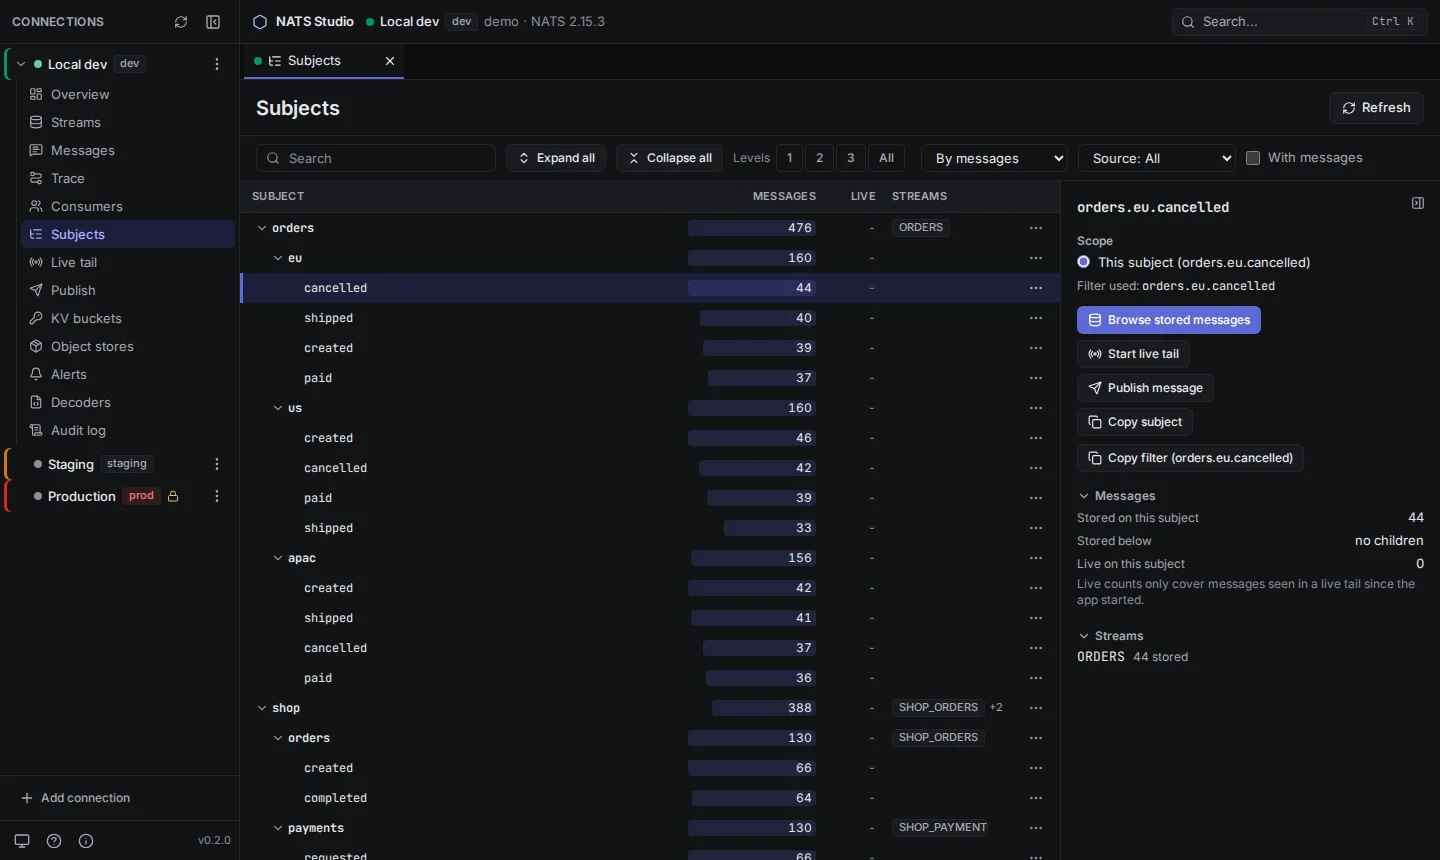 CONNECTIONS
NATS Studio Local dev dev demo · NATS 2.15.3
Search... Ctrl K
Local dev dev
Overview
Streams
Messages
Trace
Consumers
Subjects
Live tail
Publish
KV buckets
Object stores
Alerts
Decoders
Audit log
Staging staging
Production prod
Add connection
v0.2.0
Subjects
Subjects
Refresh
Search Expand all Collapse all Levels 1 2 3 All By messages Source: All With messages
SUBJECT MESSAGES LIVE STREAMS
orders 476 - ORDERS
eu 160 -
cancelled 44 -
shipped 40 -
created 39 -
paid 37 -
us 160 -
created 46 -
cancelled 42 -
paid 39 -
shipped 33 -
apac 156 -
created 42 -
shipped 41 -
cancelled 37 -
paid 36 -
shop 388 - SHOP_ORDERS +2
orders 130 - SHOP_ORDERS
created 66 -
completed 64 -
payments 130 - SHOP_PAYMENT
requested 66 -
orders.eu.cancelled
Scope
This subject (orders.eu.cancelled)
Filter used: orders.eu.cancelled
Browse stored messages
Start live tail
Publish message
Copy subject
Copy filter (orders.eu.cancelled)
Messages
Stored on this subject 44
Stored below no children
Live on this subject 0
Live counts only cover messages seen in a live tail since the
app started.
Streams
ORDERS 44 stored